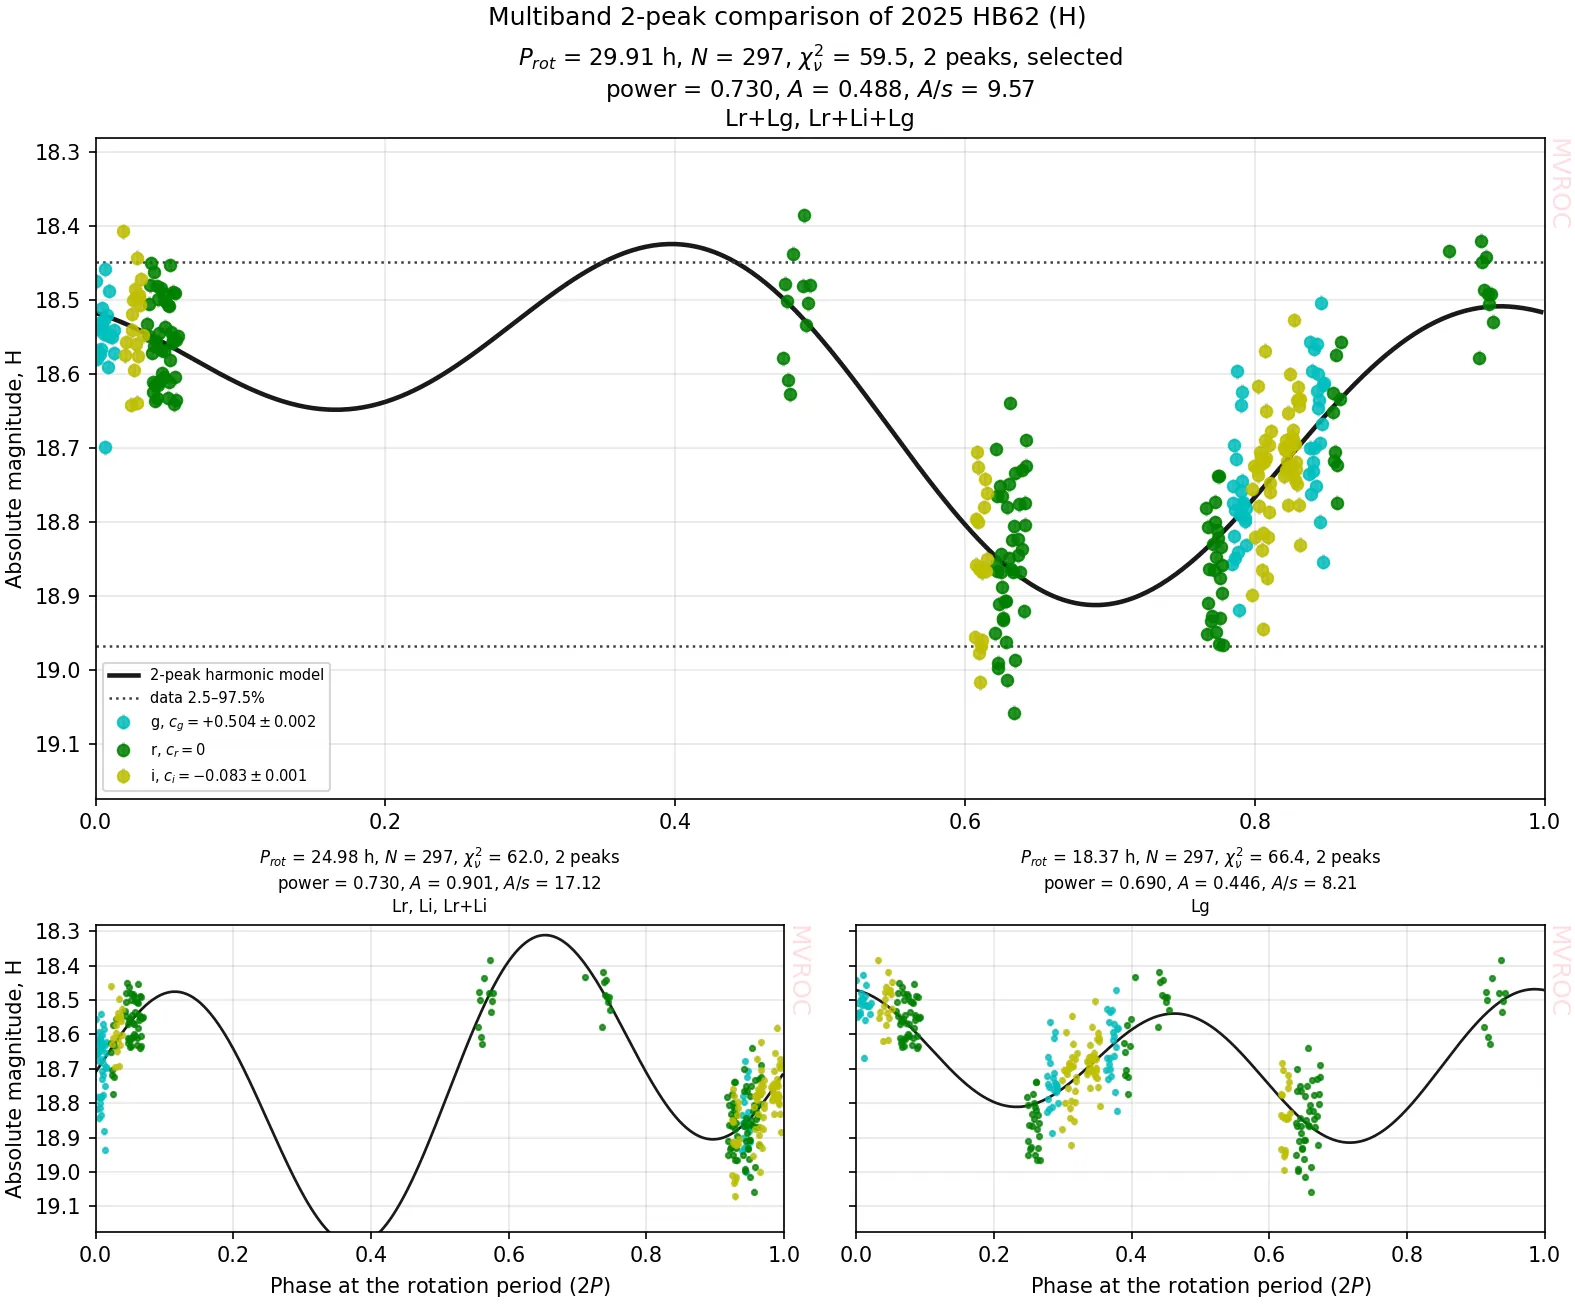 Multiband 2-peak comparison of 2025 HB62 (H)
P_rot = 29.91 h, N = 297, χ²_ν = 59.5, 2 peaks, selected
power = 0.730, A = 0.488, A/s = 9.57
Lr+Lg, Lr+Li+Lg
MVROC
18.3
18.4
18.5
18.6
18.7
18.8
18.9
19.0
19.1
Absolute magnitude, H
2-peak harmonic model
data 2.5–97.5%
g, c_g = +0.504 ± 0.002
r, c_r = 0
i, c_i = −0.083 ± 0.001
0.0 0.2 0.4 0.6 0.8 1.0
P_rot = 24.98 h, N = 297, χ²_ν = 62.0, 2 peaks
power = 0.730, A = 0.901, A/s = 17.12
Lr, Li, Lr+Li
MVROC
18.3
18.4
18.5
18.6
18.7
18.8
18.9
19.0
19.1
Absolute magnitude, H
0.0 0.2 0.4 0.6 0.8 1.0
Phase at the rotation period (2P)
P_rot = 18.37 h, N = 297, χ²_ν = 66.4, 2 peaks
power = 0.690, A = 0.446, A/s = 8.21
Lg
MVROC
0.0 0.2 0.4 0.6 0.8 1.0
Phase at the rotation period (2P)